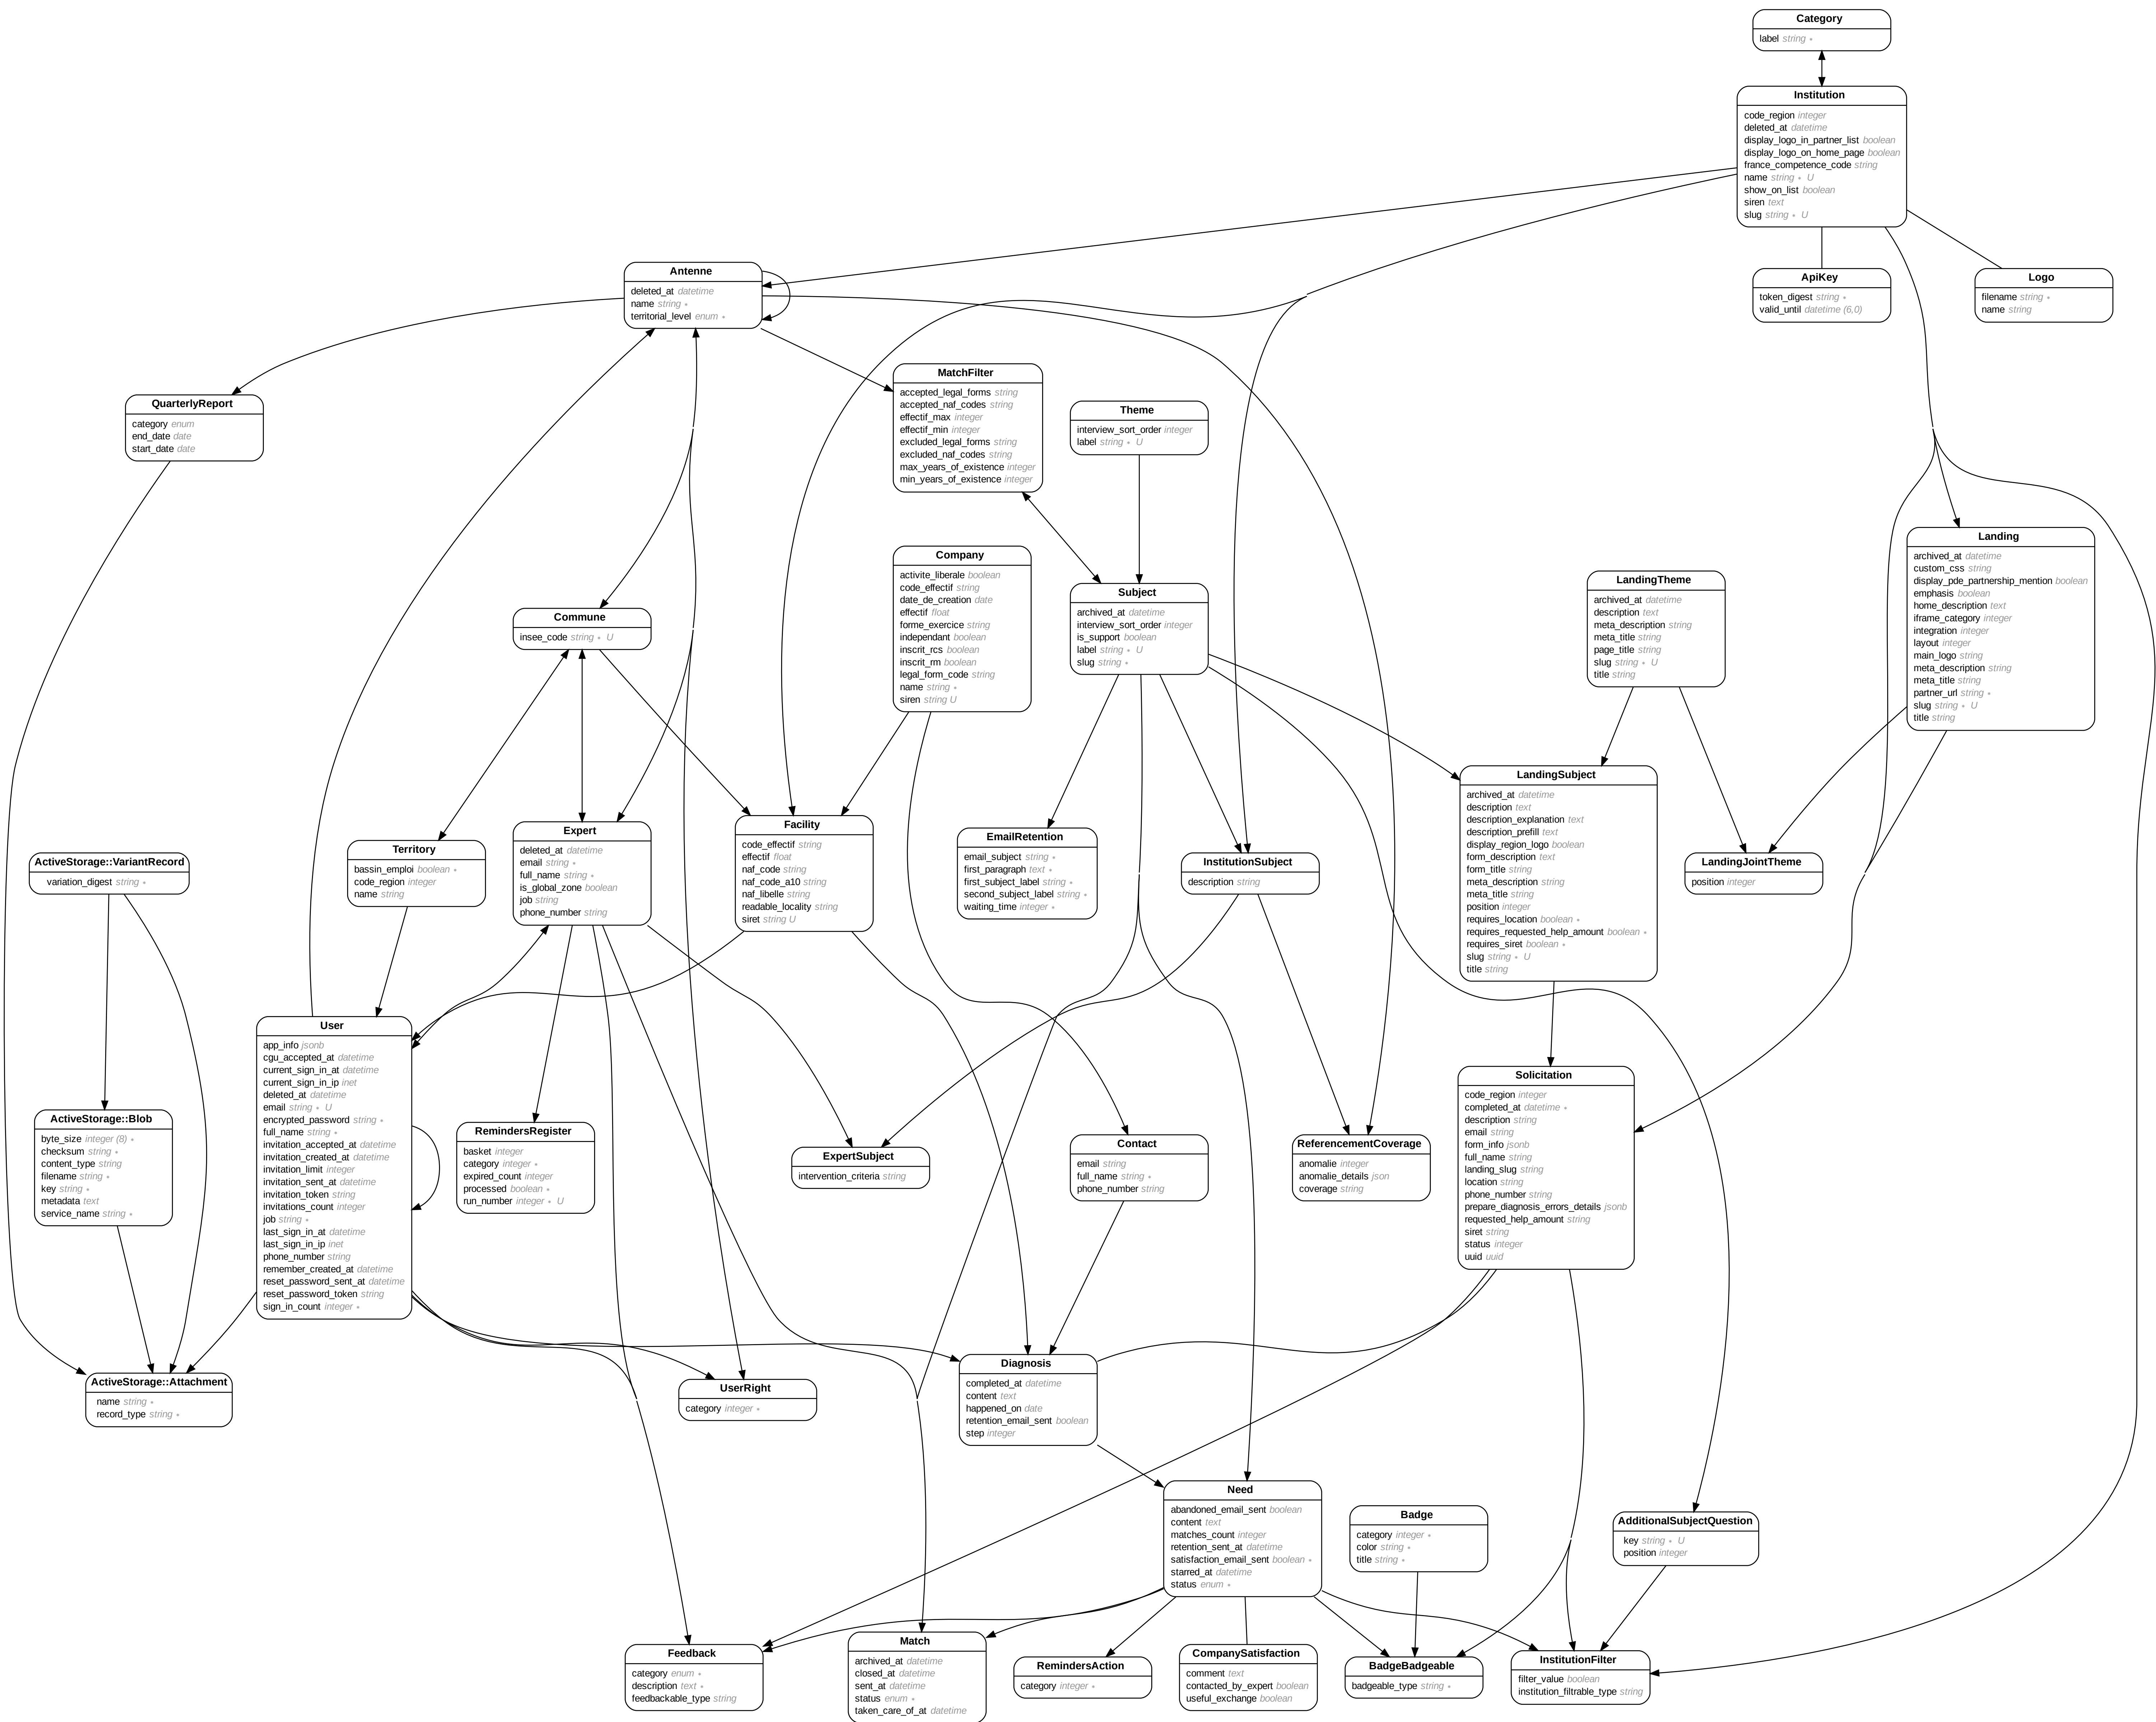 Category
label string ∗
Institution
code_region integer
deleted_at datetime
display_logo_in_partner_list boolean
display_logo_on_home_page boolean
france_competence_code string
name string ∗ U
show_on_list boolean
siren text
slug string ∗ U
Antenne
deleted_at datetime
name string ∗
territorial_level enum ∗
ApiKey
token_digest string ∗
valid_until datetime (6,0)
Logo
filename string ∗
name string
QuarterlyReport
category enum
end_date date
start_date date
MatchFilter
accepted_legal_forms string
accepted_naf_codes string
effectif_max integer
effectif_min integer
excluded_legal_forms string
excluded_naf_codes string
max_years_of_existence integer
min_years_of_existence integer
Theme
interview_sort_order integer
label string ∗ U
Landing
archived_at datetime
custom_css string
display_pde_partnership_mention boolean
emphasis boolean
home_description text
iframe_category integer
integration integer
layout integer
main_logo string
meta_description string
meta_title string
partner_url string ∗
slug string ∗ U
title string
Company
activite_liberale boolean
code_effectif string
date_de_creation date
effectif float
forme_exercice string
independant boolean
inscrit_rcs boolean
inscrit_rm boolean
legal_form_code string
name string ∗
siren string U
LandingTheme
archived_at datetime
description text
meta_description string
meta_title string
page_title string
slug string ∗ U
title string
Subject
archived_at datetime
interview_sort_order integer
is_support boolean
label string ∗ U
slug string ∗
Commune
insee_code string ∗ U
LandingSubject
archived_at datetime
description text
description_explanation text
description_prefill text
display_region_logo boolean
form_description text
form_title string
meta_description string
meta_title string
position integer
requires_location boolean ∗
requires_requested_help_amount boolean ∗
requires_siret boolean ∗
slug string ∗ U
title string
Facility
code_effectif string
effectif float
naf_code string
naf_code_a10 string
naf_libelle string
readable_locality string
siret string U
Expert
deleted_at datetime
email string ∗
full_name string ∗
is_global_zone boolean
job string
phone_number string
EmailRetention
email_subject string ∗
first_paragraph text ∗
first_subject_label string ∗
second_subject_label string ∗
waiting_time integer ∗
Territory
bassin_emploi boolean ∗
code_region integer
name string
ActiveStorage::VariantRecord
variation_digest string ∗
InstitutionSubject
description string
LandingJointTheme
position integer
User
app_info jsonb
cgu_accepted_at datetime
current_sign_in_at datetime
current_sign_in_ip inet
deleted_at datetime
email string ∗ U
encrypted_password string ∗
full_name string ∗
invitation_accepted_at datetime
invitation_created_at datetime
invitation_limit integer
invitation_sent_at datetime
invitation_token string
invitations_count integer
job string ∗
last_sign_in_at datetime
last_sign_in_ip inet
phone_number string
remember_created_at datetime
reset_password_sent_at datetime
reset_password_token string
sign_in_count integer ∗
Solicitation
code_region integer
completed_at datetime ∗
description string
email string
form_info jsonb
full_name string
landing_slug string
location string
phone_number string
prepare_diagnosis_errors_details jsonb
requested_help_amount string
siret string
status integer
uuid uuid
ActiveStorage::Blob
byte_size integer (8) ∗
checksum string ∗
content_type string
filename string ∗
key string ∗
metadata text
service_name string ∗
RemindersRegister
basket integer
category integer ∗
expired_count integer
processed boolean ∗
run_number integer ∗ U
ExpertSubject
intervention_criteria string
Contact
email string
full_name string ∗
phone_number string
ReferencementCoverage
anomalie integer
anomalie_details json
coverage string
ActiveStorage::Attachment
name string ∗
record_type string ∗
UserRight
category integer ∗
Diagnosis
completed_at datetime
content text
happened_on date
retention_email_sent boolean
step integer
Need
abandoned_email_sent boolean
content text
matches_count integer
retention_sent_at datetime
satisfaction_email_sent boolean ∗
starred_at datetime
status enum ∗
Badge
category integer ∗
color string ∗
title string ∗
AdditionalSubjectQuestion
key string ∗ U
position integer
Feedback
category enum ∗
description text ∗
feedbackable_type string
Match
archived_at datetime
closed_at datetime
sent_at datetime
status enum ∗
taken_care_of_at datetime
RemindersAction
category integer ∗
CompanySatisfaction
comment text
contacted_by_expert boolean
useful_exchange boolean
BadgeBadgeable
badgeable_type string ∗
InstitutionFilter
filter_value boolean
institution_filtrable_type string